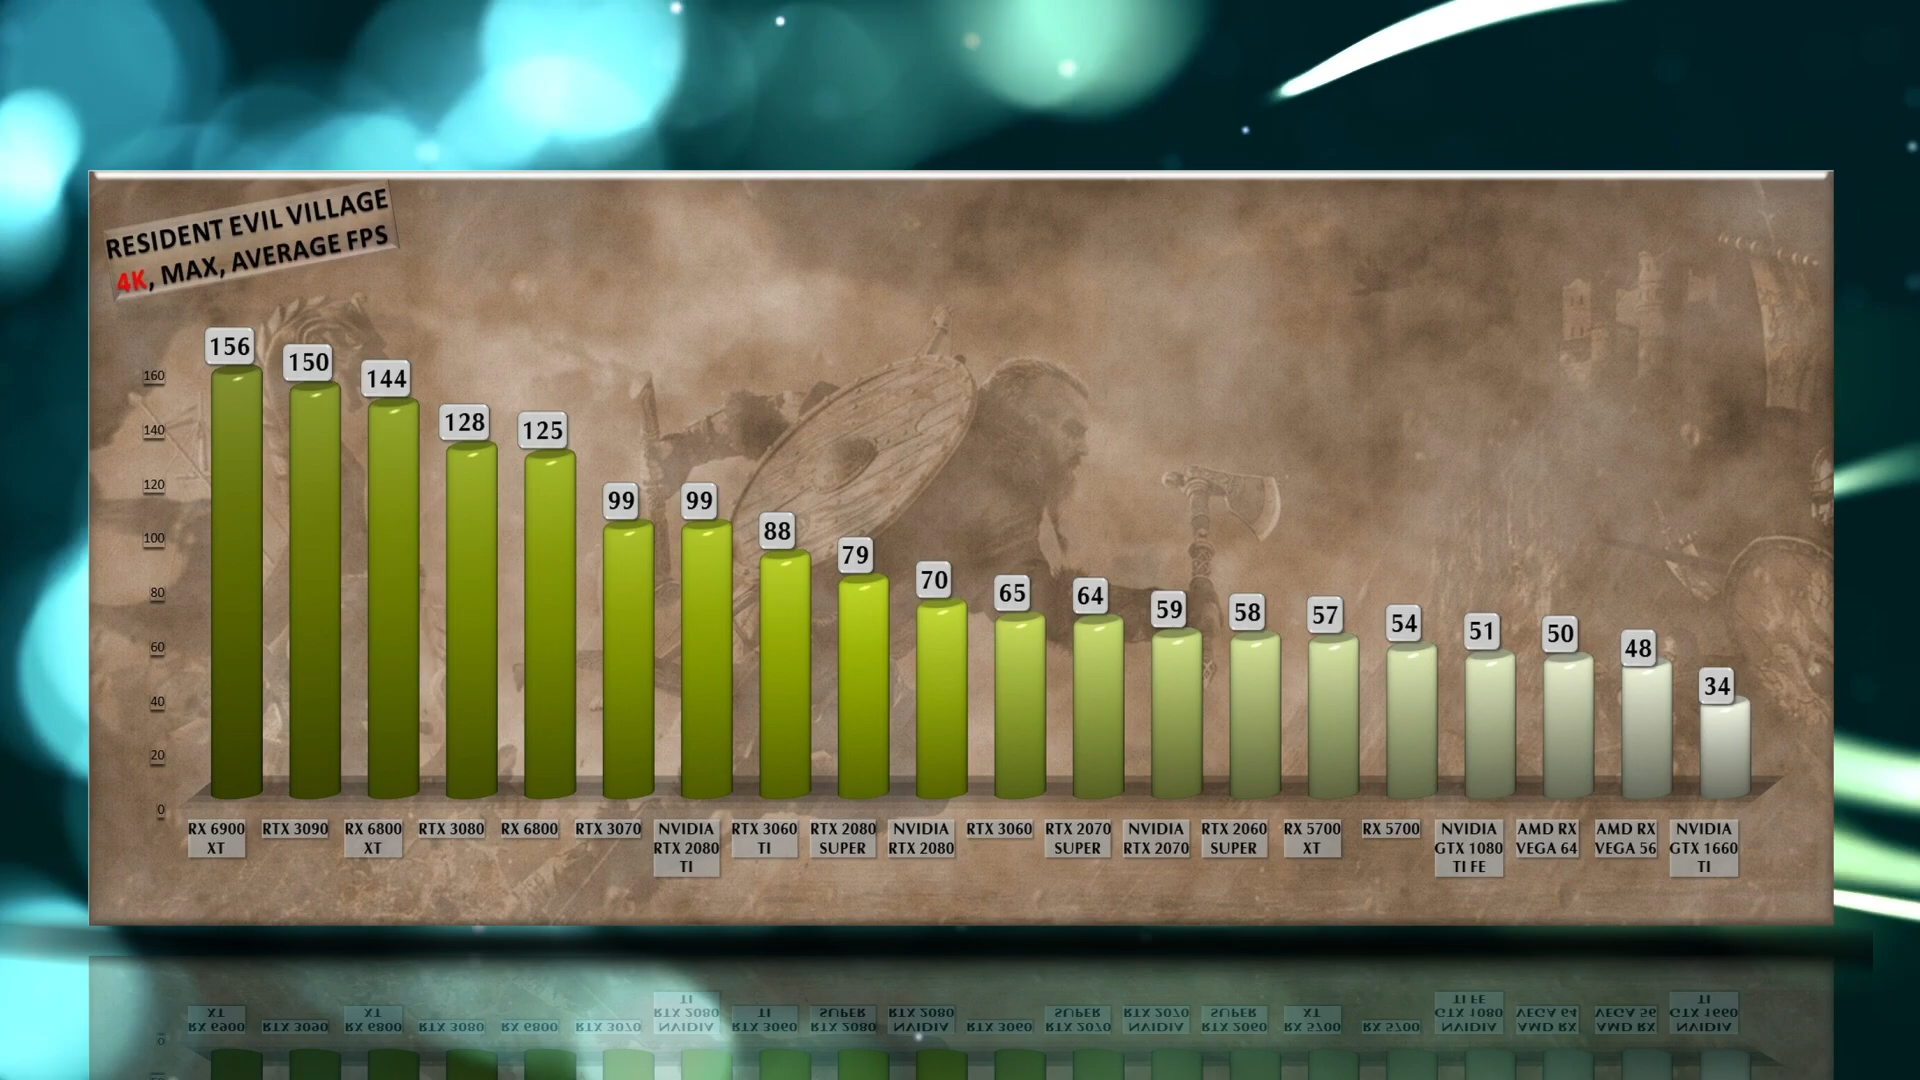 RESIDENT EVIL VILLAGE
4K, MAX, AVERAGE FPS
156
150
144
128
125
99
99
88
79
70
65
64
59
58
57
54
51
50
48
34
160
140
120
100
80
60
40
20
0
RX 6900
XT
RTX 3090
RX 6800
XT
RTX 3080
RX 6800
RTX 3070
NVIDIA
RTX 2080
TI
RTX 3060
TI
RTX 2080
SUPER
NVIDIA
RTX 2080
RTX 3060
RTX 2070
SUPER
NVIDIA
RTX 2070
RTX 2060
SUPER
RX 5700
XT
RX 5700
NVIDIA
GTX 1080
TI FE
AMD RX
VEGA 64
AMD RX
VEGA 56
NVIDIA
GTX 1660
TI